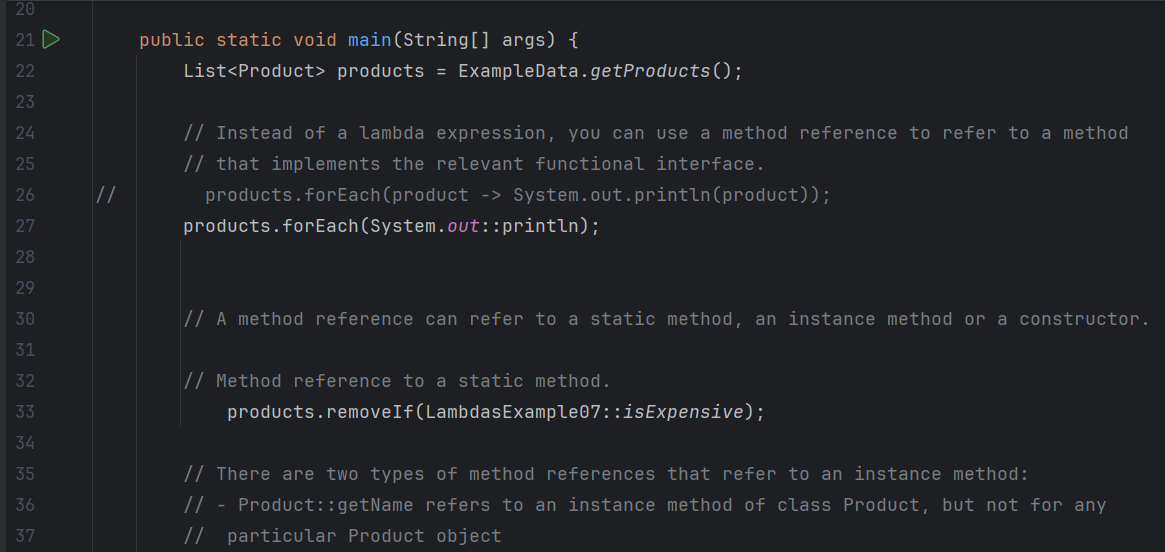 20
21 public static void main(String[] args) {
22 List<Product> products = ExampleData.getProducts();
23
24 // Instead of a lambda expression, you can use a method reference to refer to a method
25 // that implements the relevant functional interface.
26 // products.forEach(product -> System.out.println(product));
27 products.forEach(System.out::println);
28
29
30 // A method reference can refer to a static method, an instance method or a constructor.
31
32 // Method reference to a static method.
33 products.removeIf(LambdasExample07::isExpensive);
34
35 // There are two types of method references that refer to an instance method:
36 // - Product::getName refers to an instance method of class Product, but not for any
37 // particular Product object